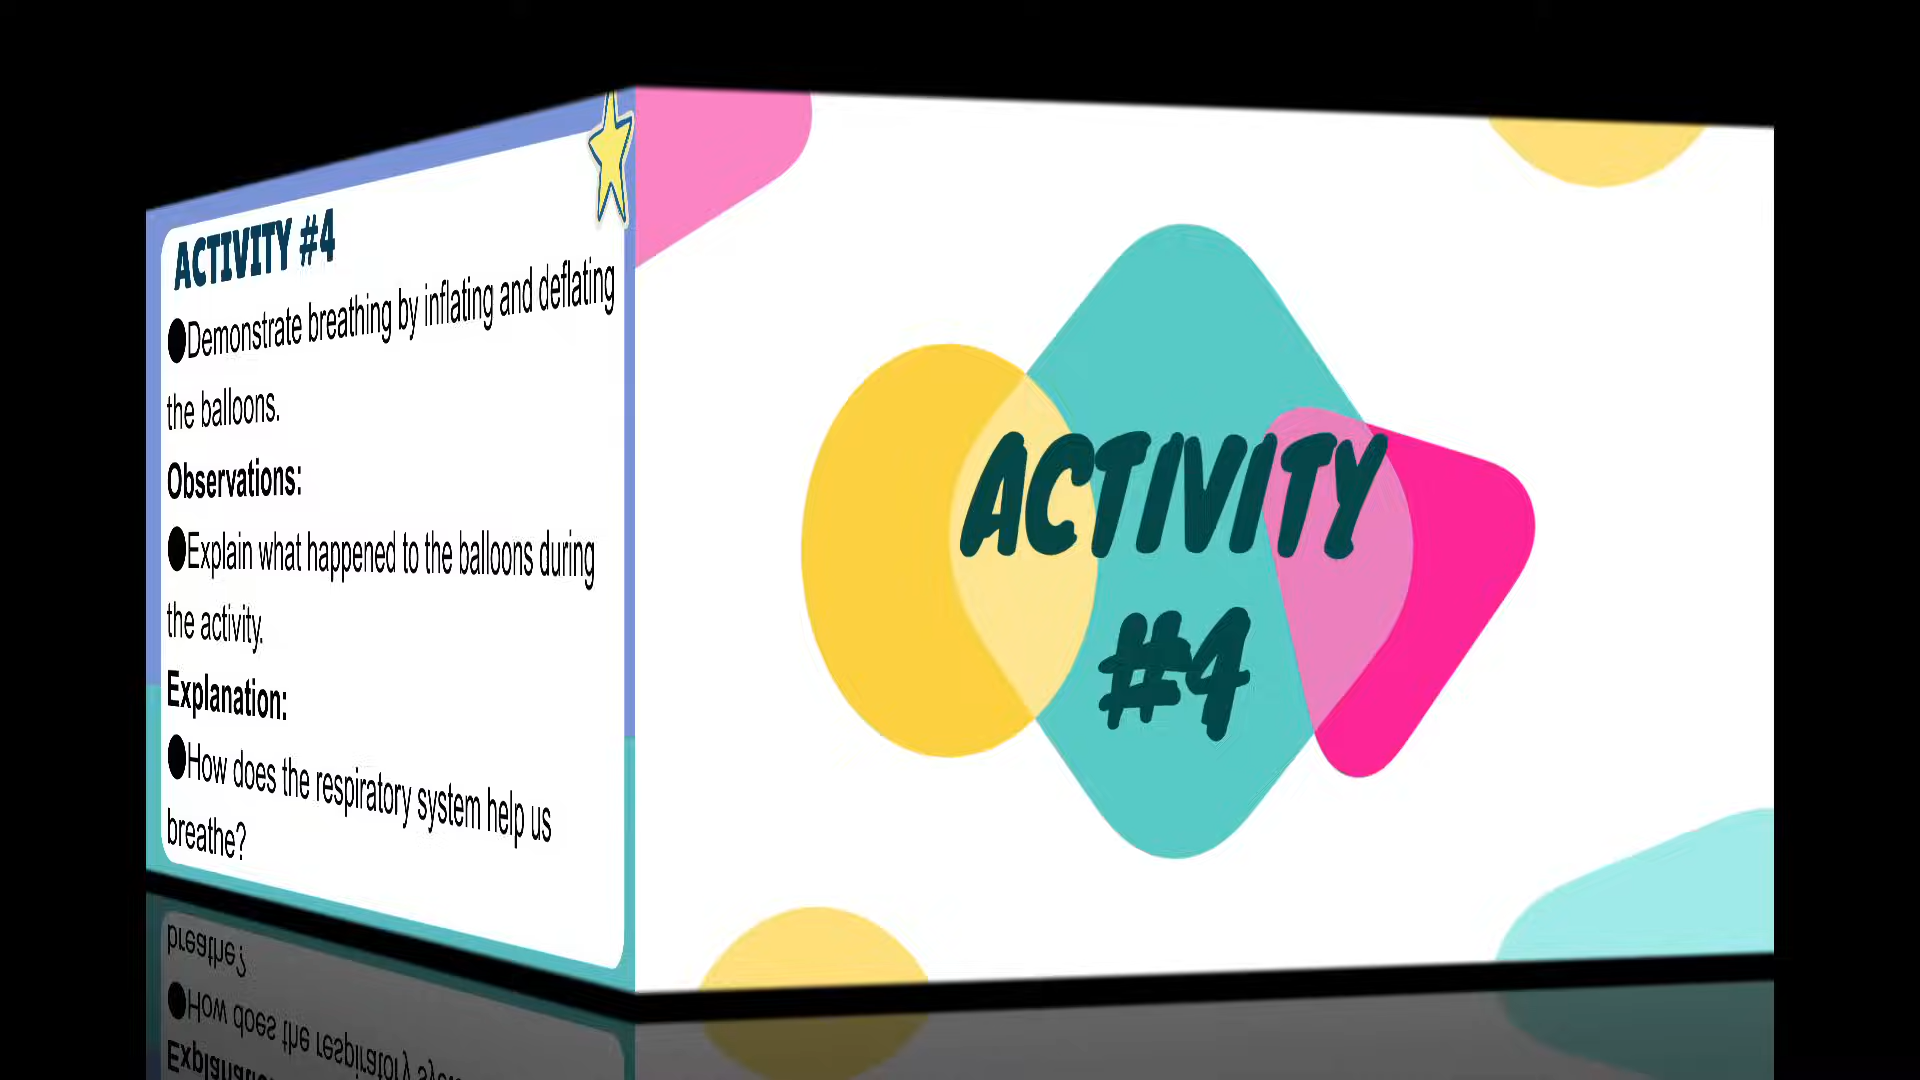 ACTIVITY #4
●Demonstrate breathing by inflating and deflating
the balloons.
Observations:
●Explain what happened to the balloons during
the activity.
Explanation:
●How does the respiratory system help us
breathe?
ACTIVITY
#4